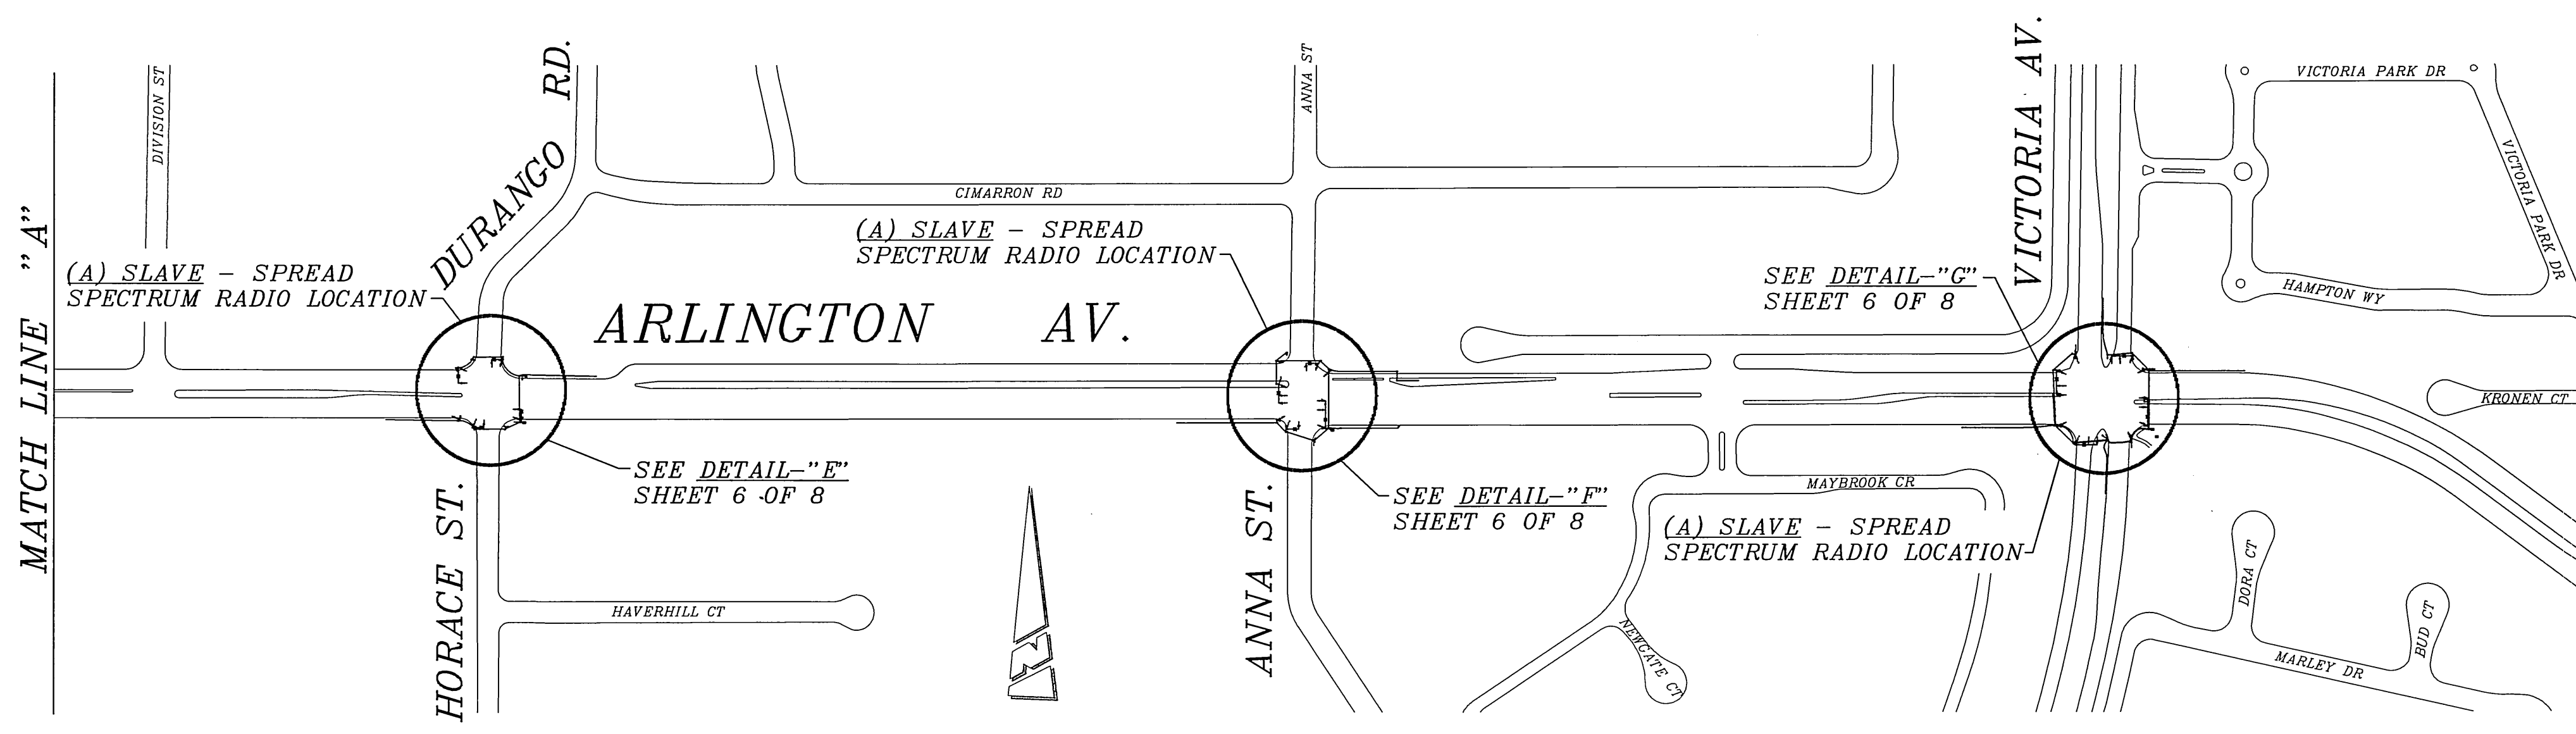 MATCH LINE "A"
DIVISION ST
DURANGO RD.
(A) SLAVE – SPREAD
SPECTRUM RADIO LOCATION
HORACE ST.
SEE DETAIL–"E"
SHEET 6 OF 8
HAVERHILL CT
ARLINGTON AV.
CIMARRON RD
ANNA ST
(A) SLAVE – SPREAD
SPECTRUM RADIO LOCATION
N
ANNA ST.
SEE DETAIL–"F"
SHEET 6 OF 8
SEE DETAIL–"G"
SHEET 6 OF 8
VICTORIA AV.
MAYBROOK CR
(A) SLAVE – SPREAD
SPECTRUM RADIO LOCATION
NEWGATE CT
VICTORIA PARK DR
VICTORIA PARK DR
HAMPTON WY
KRONEN CT
DORA CT
BUD CT
MARLEY DR